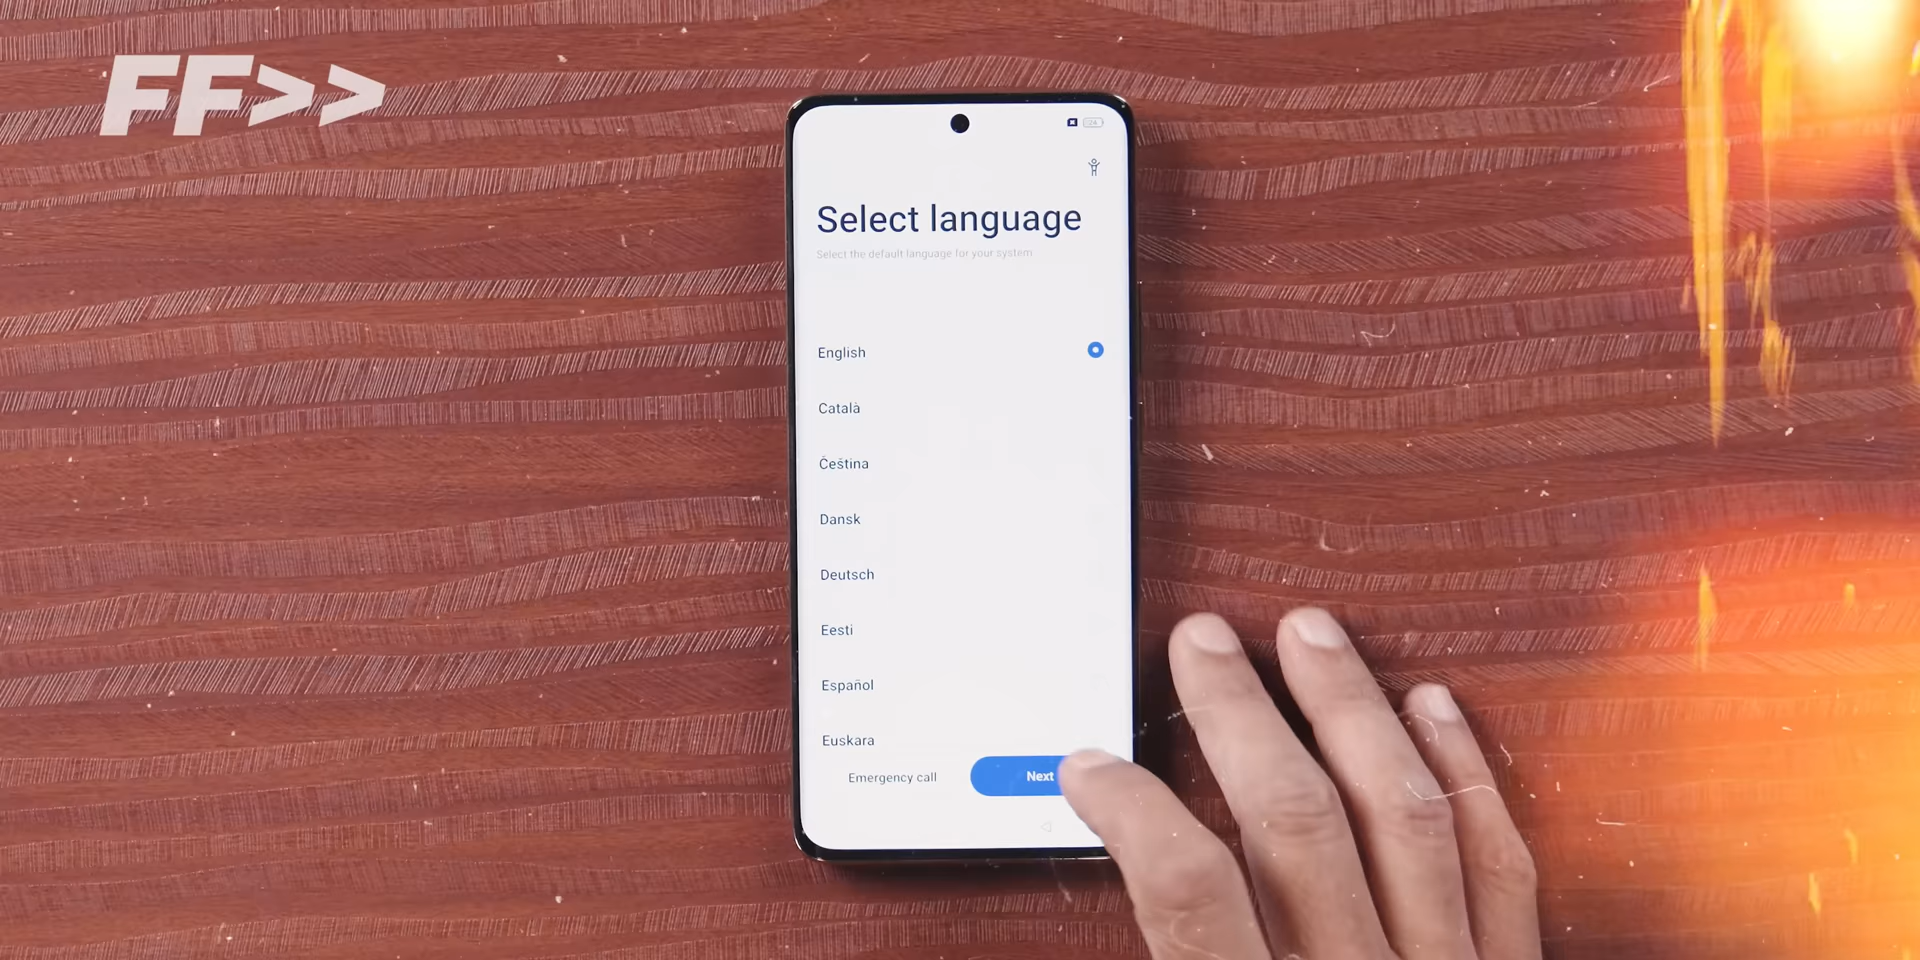 FF>>
Select language
Select the default language for your system
English
Català
Čeština
Dansk
Deutsch
Eesti
Español
Euskara
Emergency call
Next